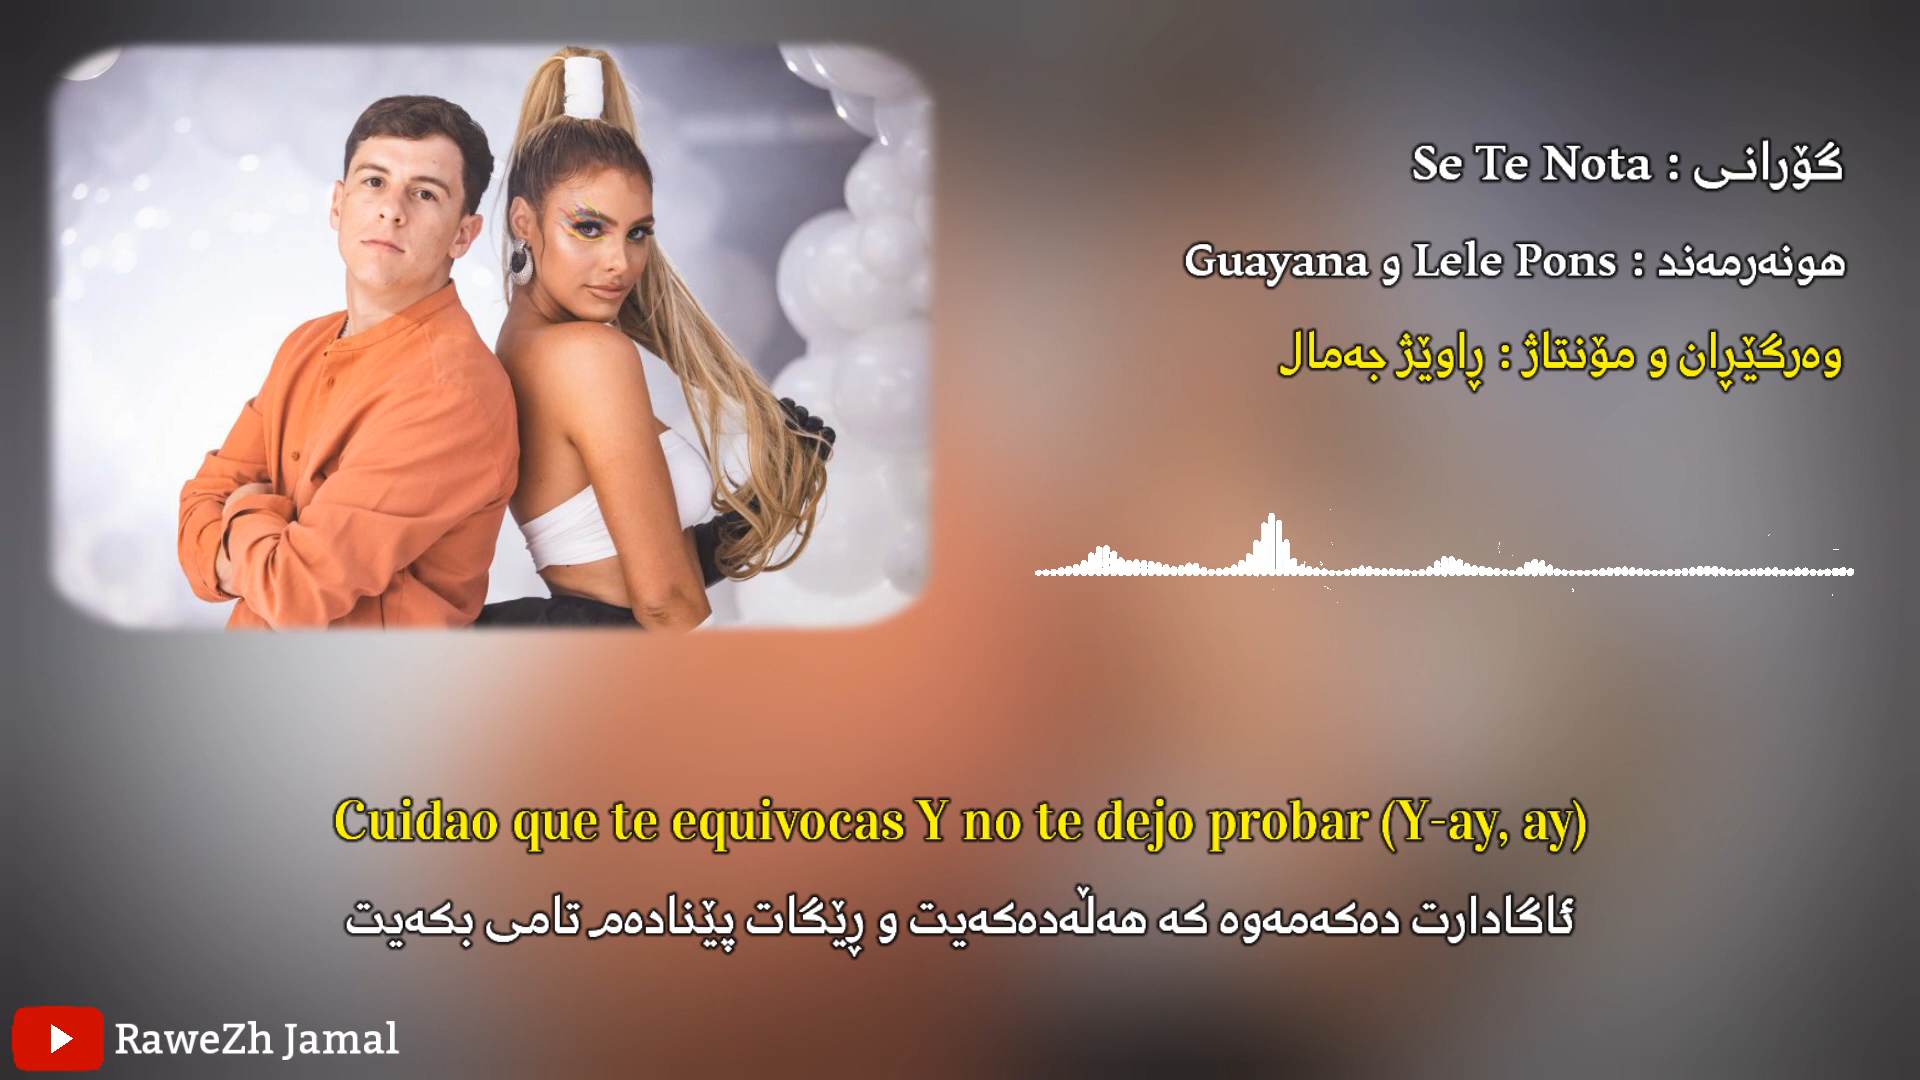 گۆرانی : Se Te Nota
هونەرمەند : Lele Pons و Guayana
وەرگێڕان و مۆنتاژ : ڕاوێژ جەمال
Cuidao que te equivocas Y no te dejo probar (Y-ay, ay)
ئاگادارت دەکەمەوە کە هەڵەدەکەیت و ڕێگات پێنادەم تامی بکەیت
RaweZh Jamal